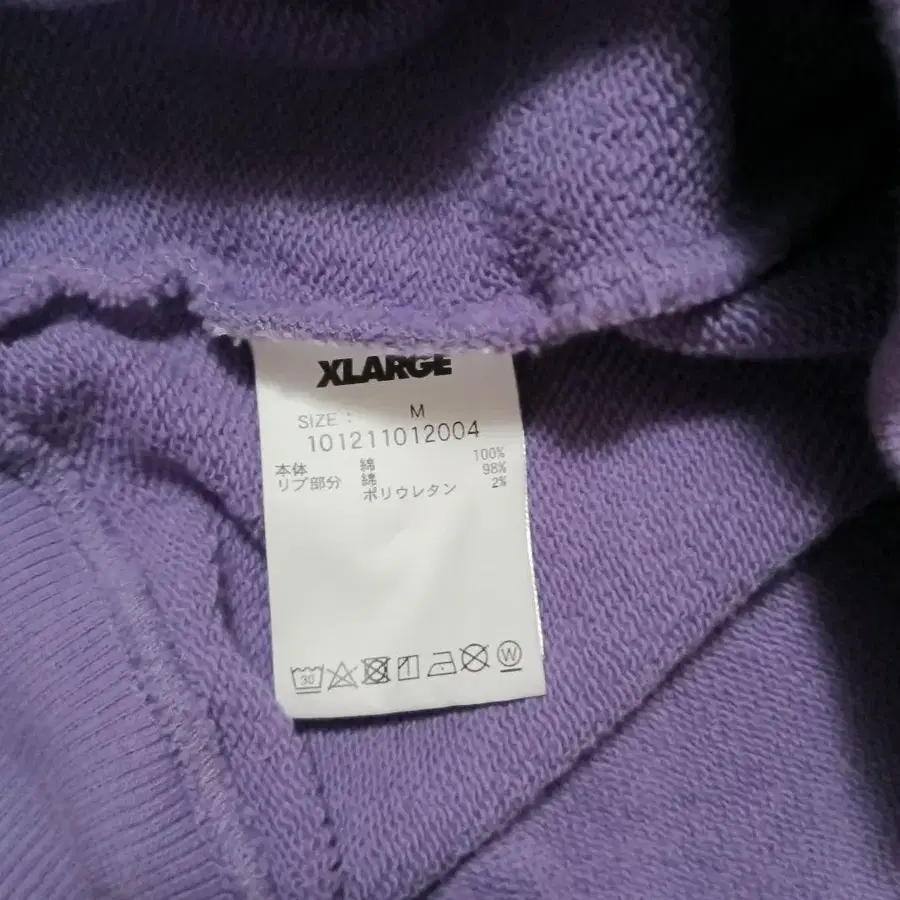 XLARGE
SIZE : M
101211012004
本体 綿 100%
リブ部分 綿 98%
ポリウレタン 2%
30 W